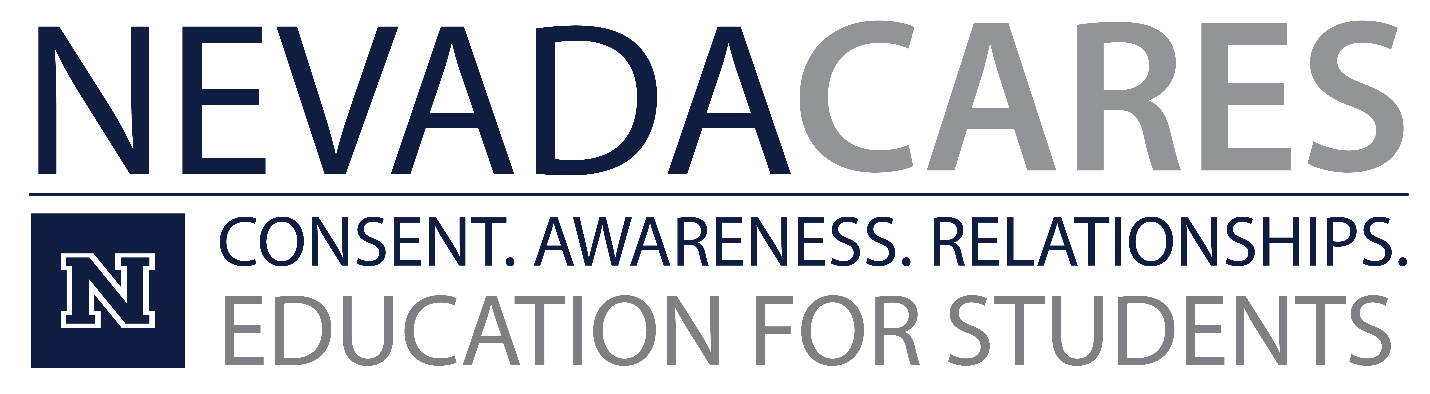 NEVADACARES
CONSENT. AWARENESS. RELATIONSHIPS.
N
EDUCATION FOR STUDENTS